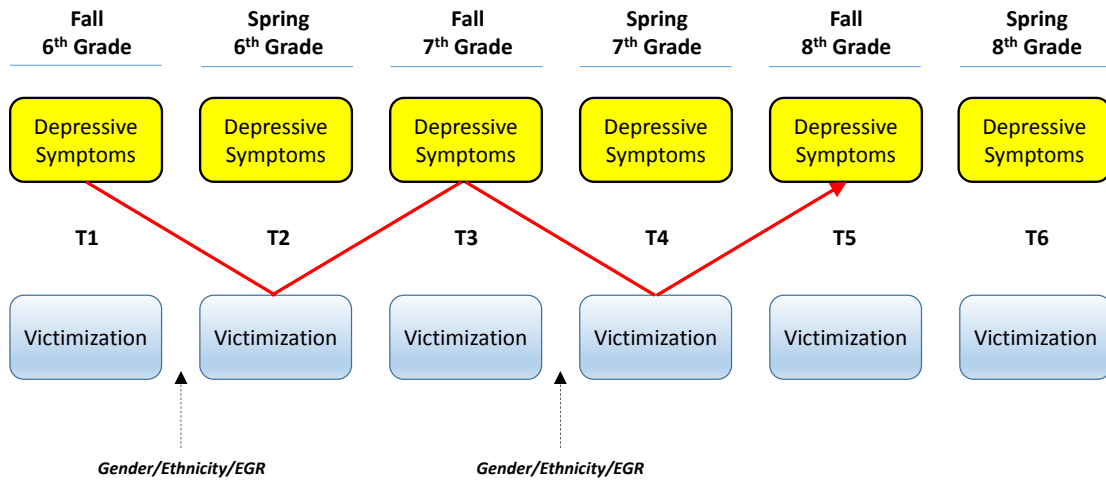 Fall
6th Grade
Spring
6th Grade
Fall
7th Grade
Spring
7th Grade
Fall
8th Grade
Spring
8th Grade
Depressive
Symptoms
Depressive
Symptoms
Depressive
Symptoms
Depressive
Symptoms
Depressive
Symptoms
Depressive
Symptoms
T1
T2
T3
T4
T5
T6
Victimization
Victimization
Victimization
Victimization
Victimization
Victimization
Gender/Ethnicity/EGR
Gender/Ethnicity/EGR